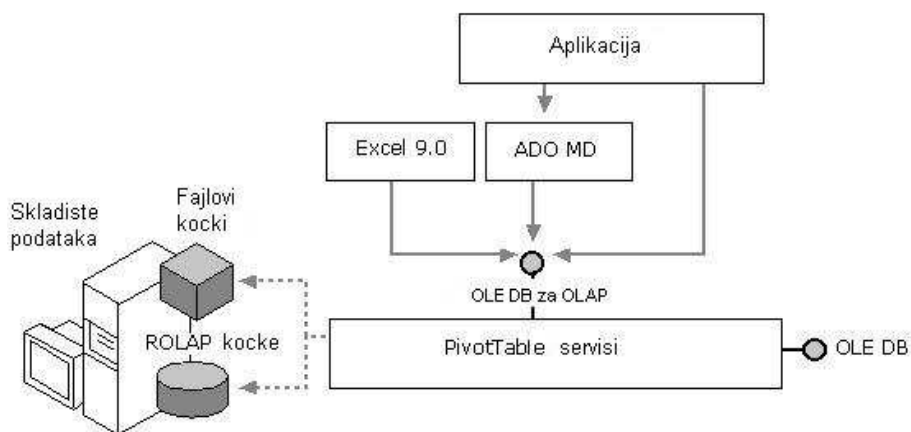 Aplikacija
Excel 9.0
ADO MD
Fajlovi
kocki
Skladiste
podataka
OLE DB za OLAP
ROLAP kocke
PivotTable servisi
OLE DB